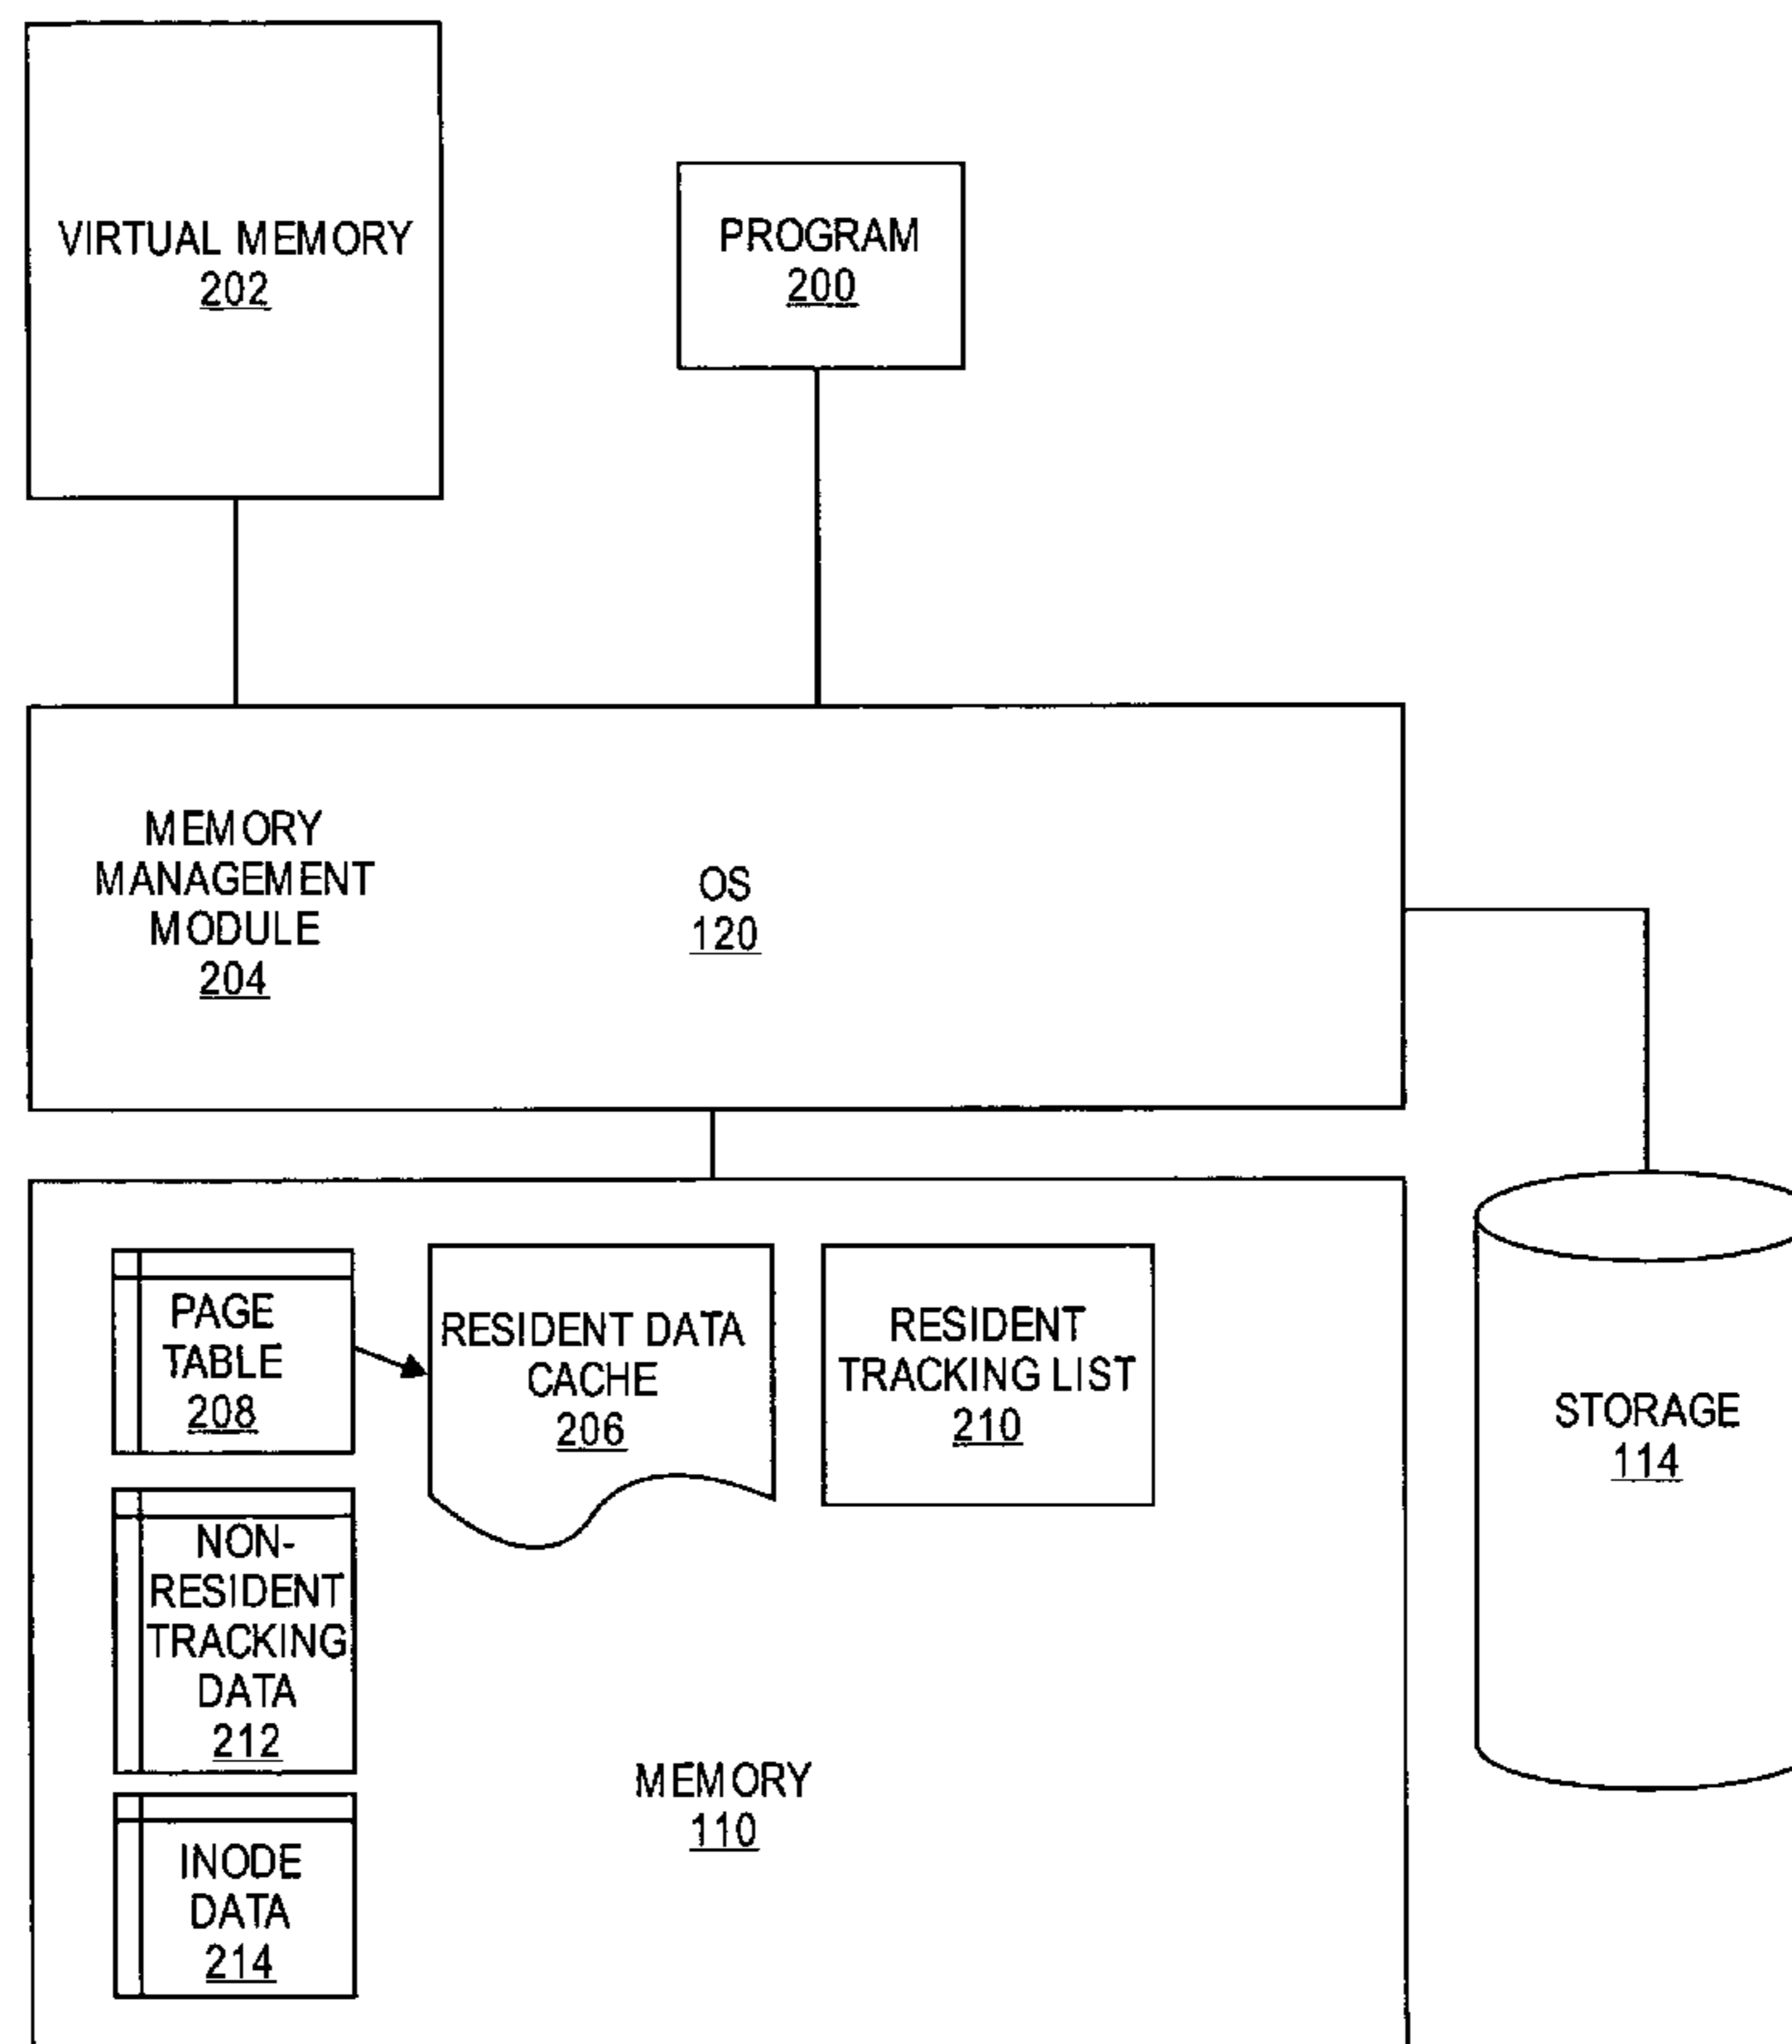 VIRTUAL MEMORY
202
PROGRAM
200
MEMORY
MANAGEMENT
MODULE
204
OS
120
PAGE
TABLE
208
RESIDENT DATA
CACHE
206
RESIDENT
TRACKING LIST
210
STORAGE
114
NON-
RESIDENT
TRACKING
DATA
212
MEMORY
110
INODE
DATA
214